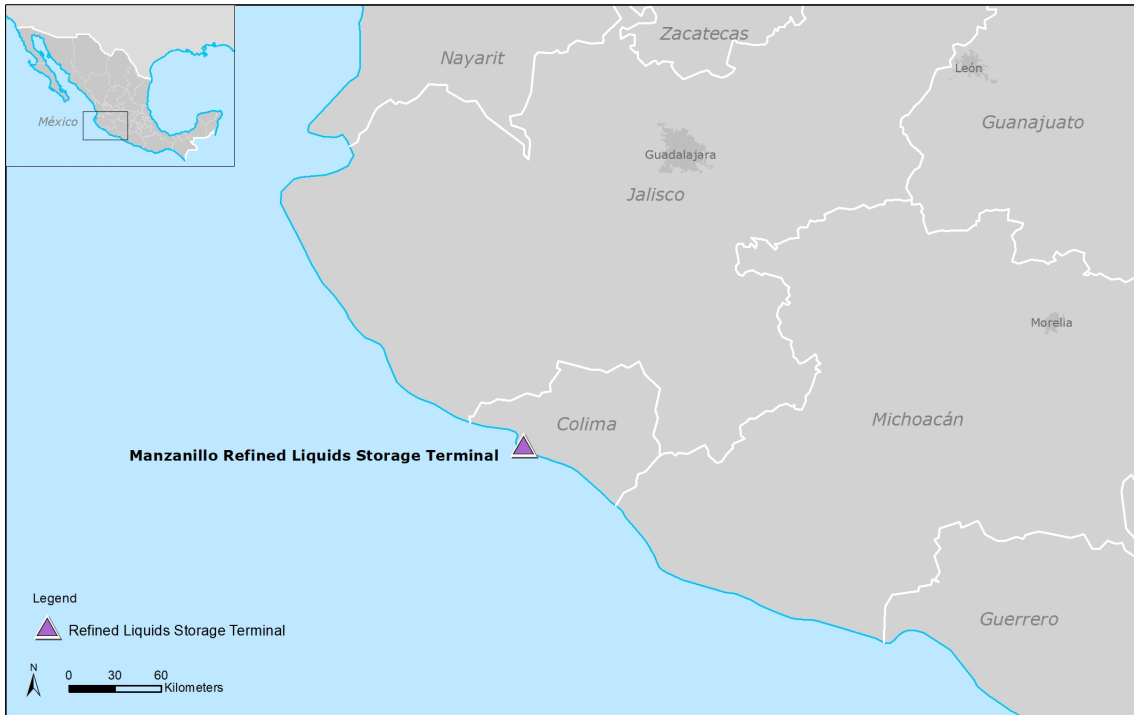 Zacatecas
Nayarit
León
México
Guanajuato
Guadalajara
Jalisco
Morelia
Michoacán
Colima
Manzanillo Refined Liquids Storage Terminal
Legend
Refined Liquids Storage Terminal
Guerrero
N
0 30 60
Kilometers